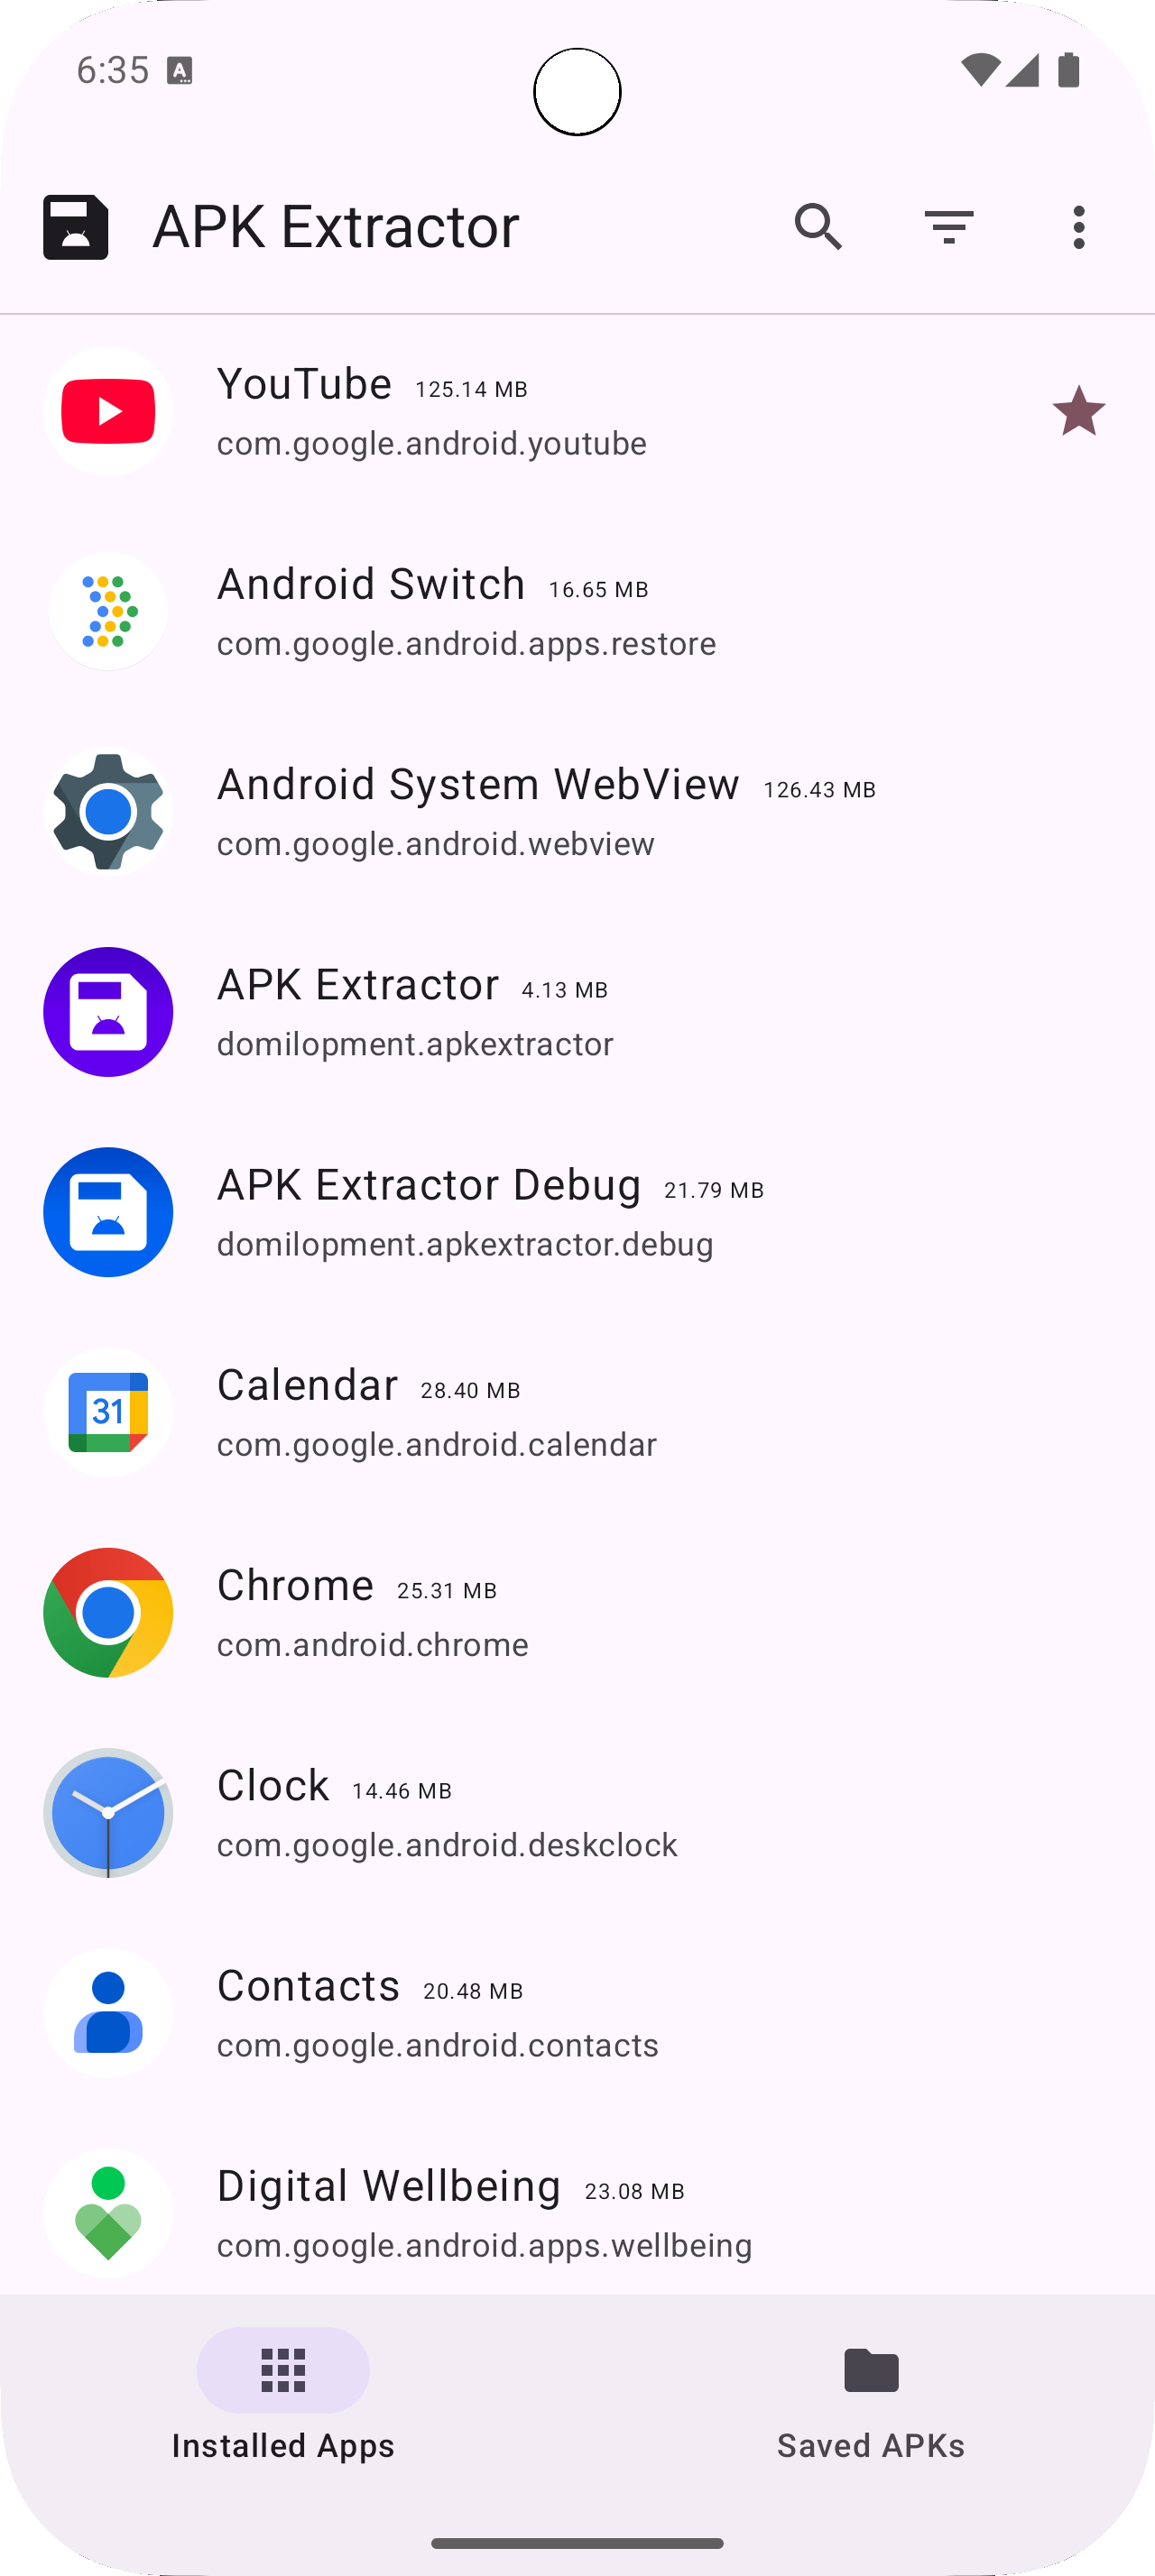 6:35
APK Extractor
YouTube 125.14 MB
com.google.android.youtube
Android Switch 16.65 MB
com.google.android.apps.restore
Android System WebView 126.43 MB
com.google.android.webview
APK Extractor 4.13 MB
domilopment.apkextractor
APK Extractor Debug 21.79 MB
domilopment.apkextractor.debug
31
Calendar 28.40 MB
com.google.android.calendar
Chrome 25.31 MB
com.android.chrome
Clock 14.46 MB
com.google.android.deskclock
Contacts 20.48 MB
com.google.android.contacts
Digital Wellbeing 23.08 MB
com.google.android.apps.wellbeing
Installed Apps
Saved APKs